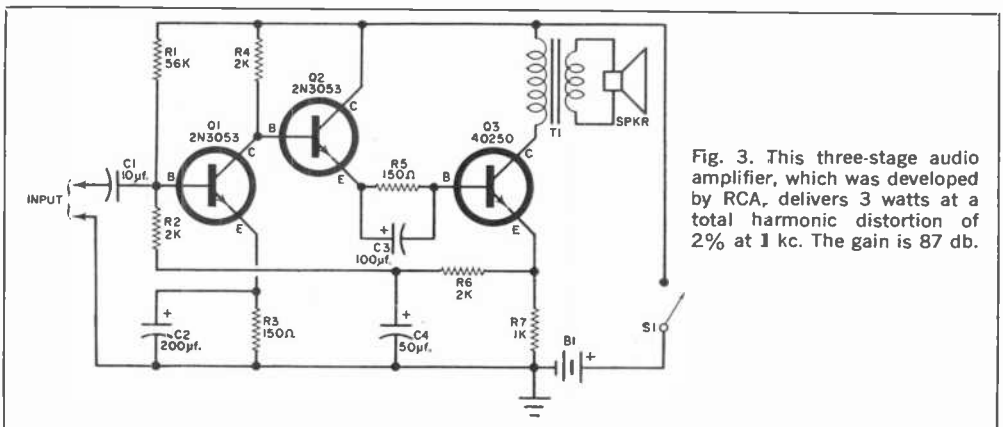 R1
56K
R4
2K
Q2
2N3053
C
B
E
Q1
2N3053
C
B
E
C1
10µf.
INPUT
R2
2K
R5
150Ω
C3
100µf.
+
Q3
40250
C
B
E
T1
SPKR
R6
2K
+
C2
200µf.
R3
150Ω
+
C4
50µf.
R7
1K
B1
+
S1
Fig. 3. This three-stage audio
amplifier, which was developed
by RCA, delivers 3 watts at a
total harmonic distortion of
2% at 1 kc. The gain is 87 db.